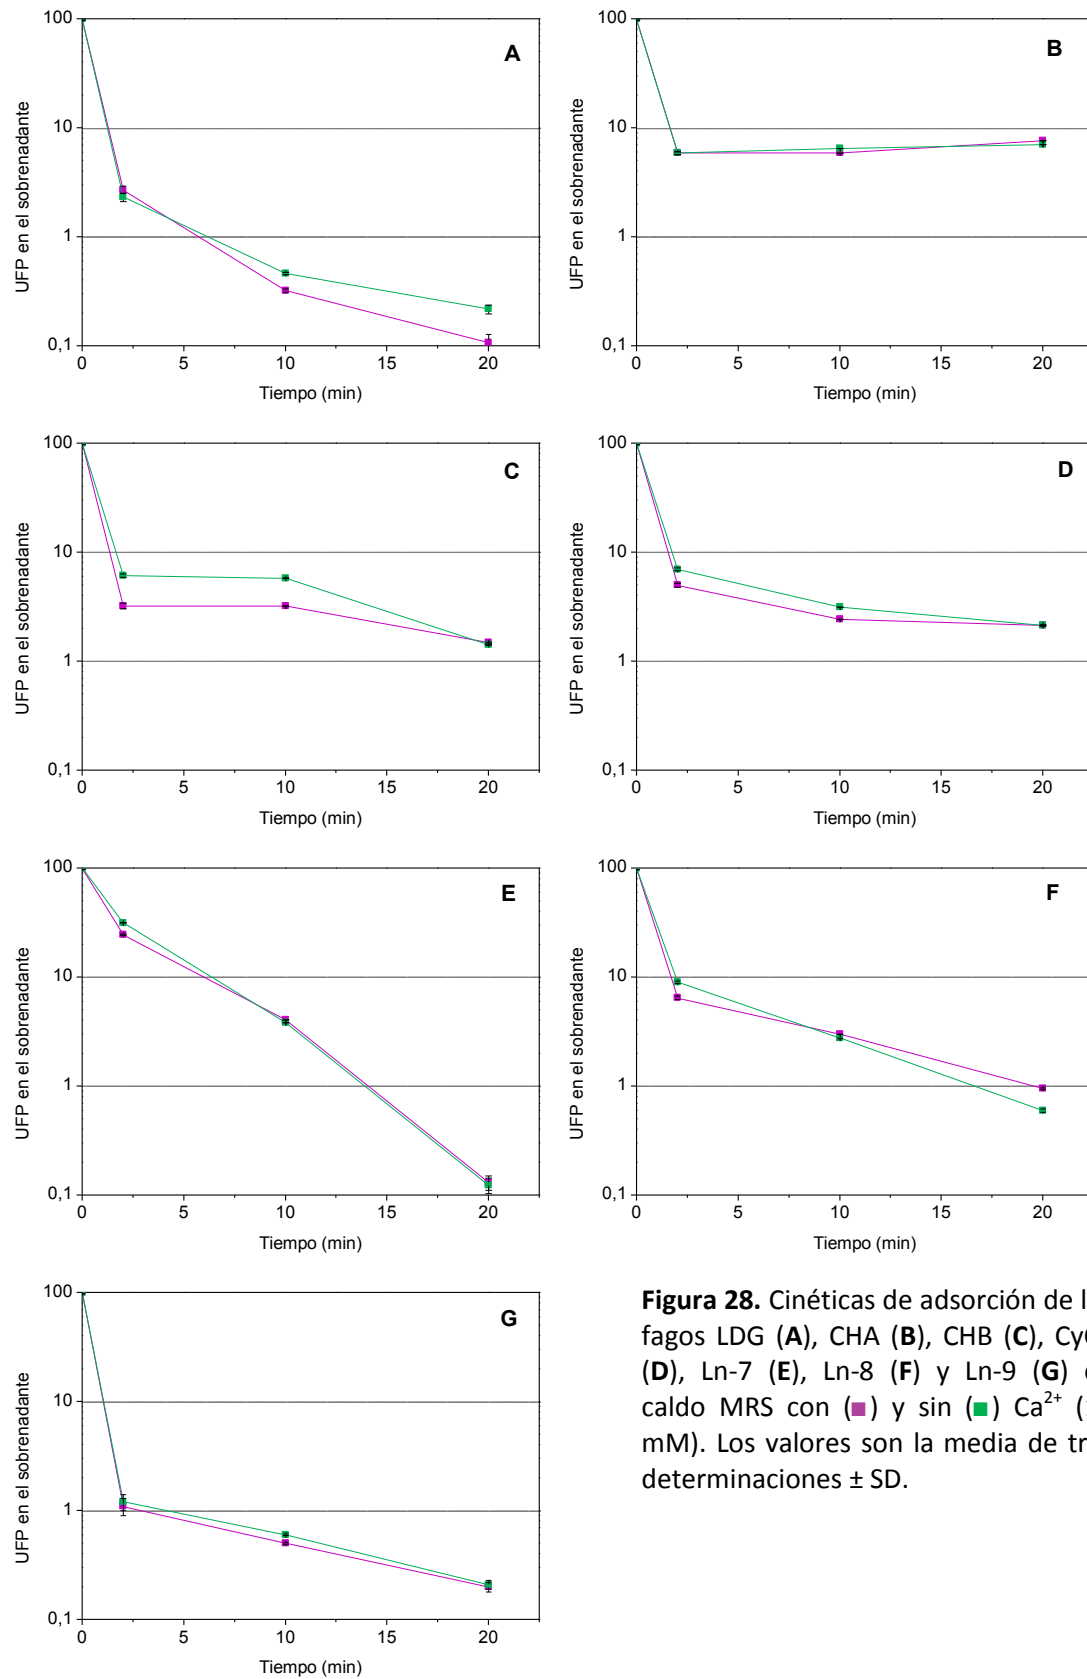 A
UFP en el sobrenadante
100
10
1
0,1
0 5 10 15 20
Tiempo (min)
B
UFP en el sobrenadante
100
10
1
0,1
0 5 10 15 20
Tiempo (min)
C
UFP en el sobrenadante
100
10
1
0,1
0 5 10 15 20
Tiempo (min)
D
UFP en el sobrenadante
100
10
1
0,1
0 5 10 15 20
Tiempo (min)
E
UFP en el sobrenadante
100
10
1
0,1
0 5 10 15 20
Tiempo (min)
F
UFP en el sobrenadante
100
10
1
0,1
0 5 10 15 20
Tiempo (min)
G
UFP en el sobrenadante
100
10
1
0,1
0 5 10 15 20
Tiempo (min)
Figura 28. Cinéticas de adsorción de
fagos LDG (A), CHA (B), CHB (C),
(D), Ln-7 (E), Ln-8 (F) y Ln-9 (G)
caldo MRS con (■) y sin (■) Ca²⁺
mM). Los valores son la media de
determinaciones ± SD.